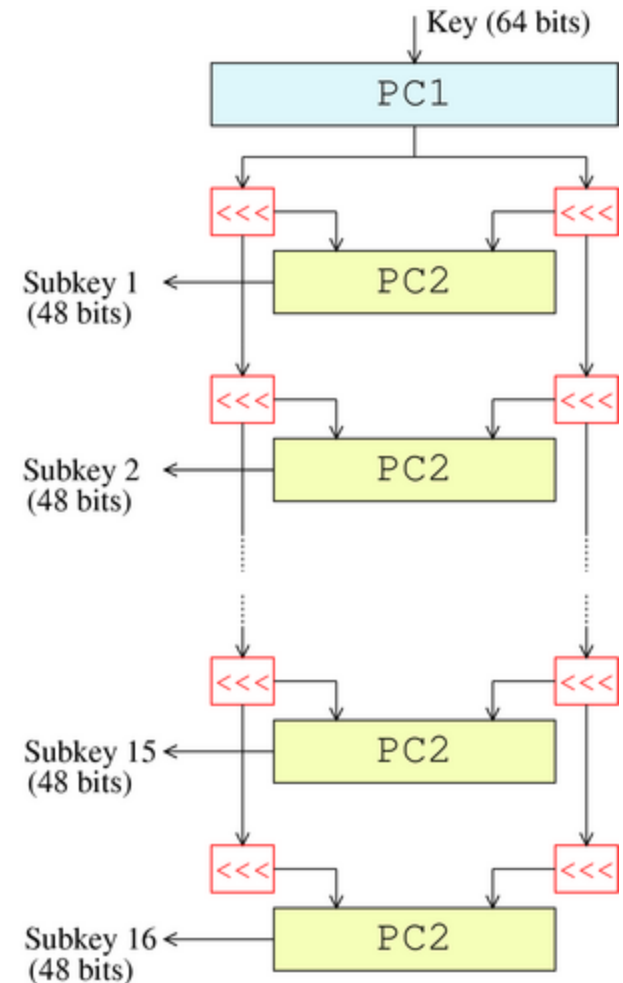 Key (64 bits)
PC1
<<< <<<
PC2
Subkey 1
(48 bits)
<<< <<<
PC2
Subkey 2
(48 bits)
<<< <<<
PC2
Subkey 15
(48 bits)
<<< <<<
PC2
Subkey 16
(48 bits)